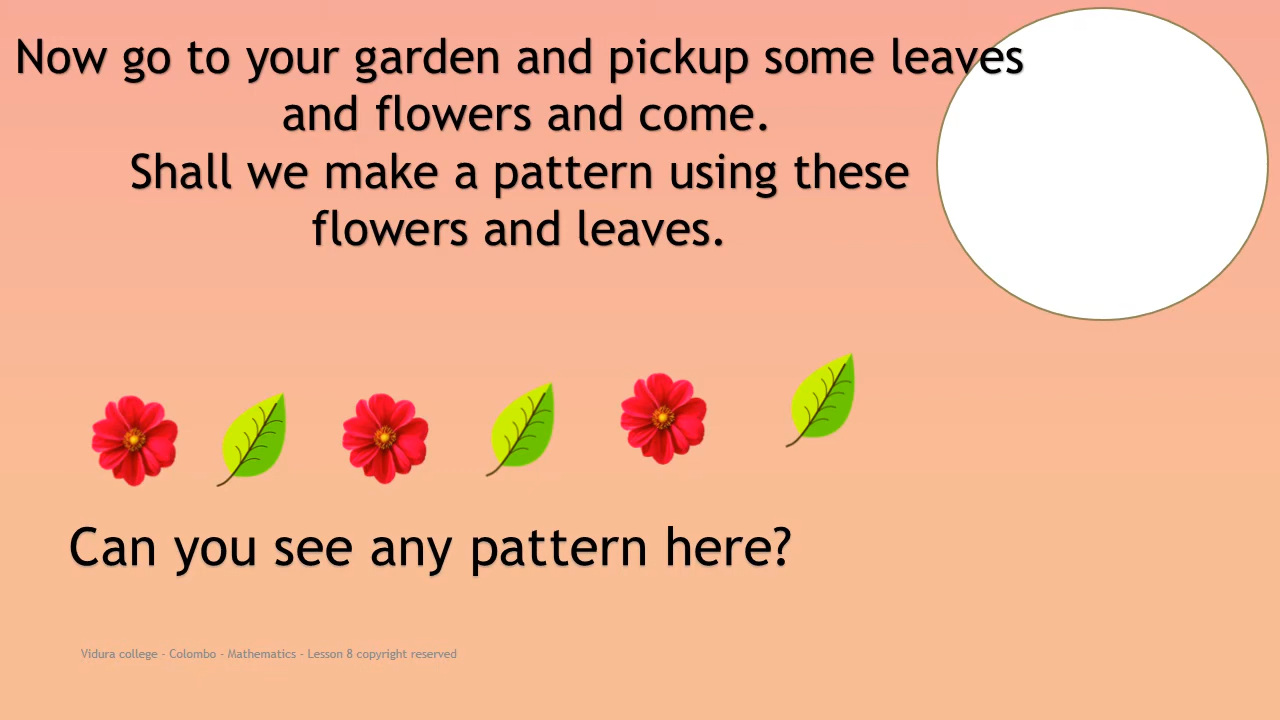 Now go to your garden and pickup some leaves
and flowers and come.
Shall we make a pattern using these
flowers and leaves.
Can you see any pattern here?
Vidura college - Colombo - Mathematics - Lesson 8 copyright reserved